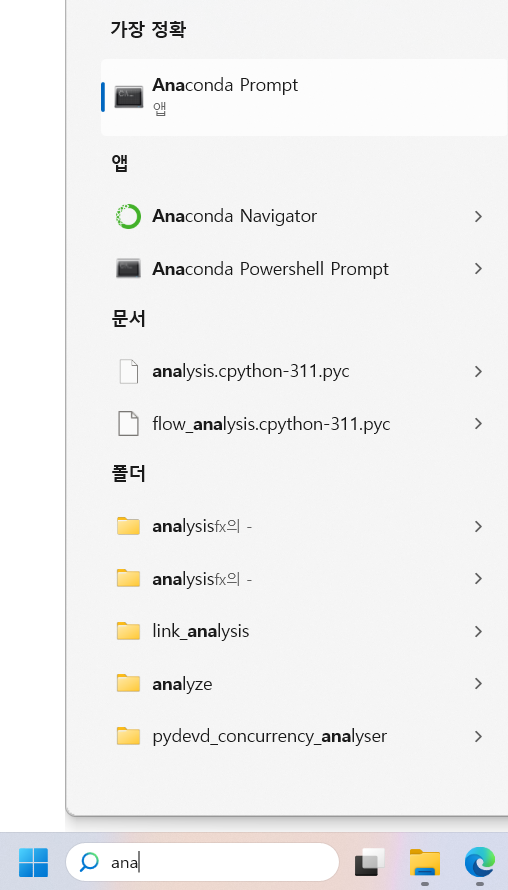 가장 정확
Anaconda Prompt
앱
앱
Anaconda Navigator
Anaconda Powershell Prompt
문서
analysis.cpython-311.pyc
flow_analysis.cpython-311.pyc
폴더
analysisfx의 -
analysisfx의 -
link_analysis
analyze
pydevd_concurrency_analyser
ana